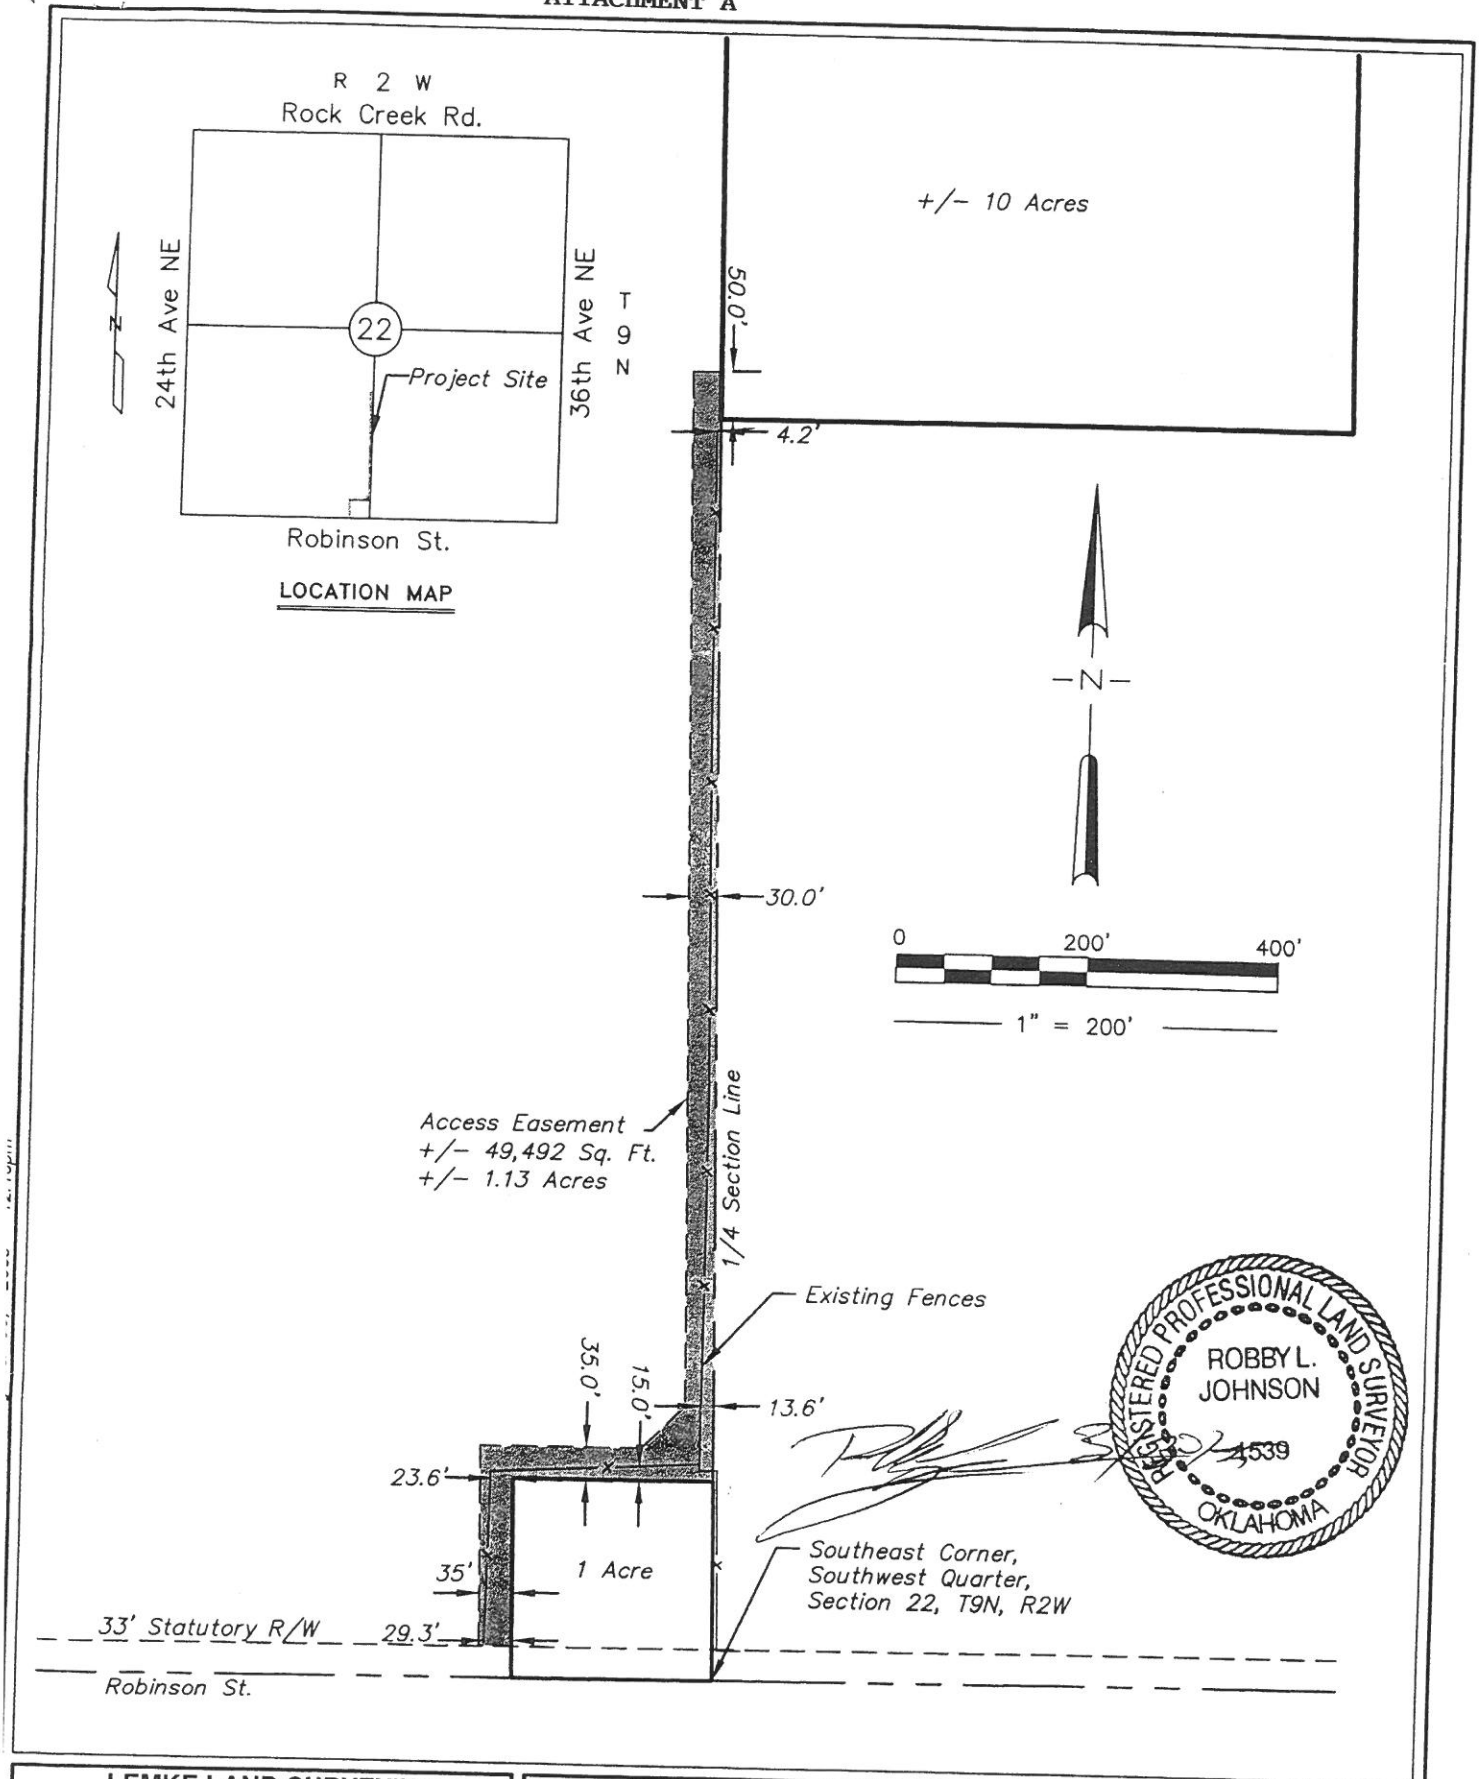 ATTACHMENT A
R 2 W
Rock Creek Rd.
24th Ave NE
36th Ave NE
T
9
N
N
22
Project Site
Robinson St.
LOCATION MAP
+/- 10 Acres
50.0'
4.2'
-N-
30.0'
0 200' 400'
1" = 200'
Access Easement
+/- 49,492 Sq. Ft.
+/- 1.13 Acres
1/4 Section Line
Existing Fences
35.0'
15.0'
13.6'
23.6'
35'
1 Acre
29.3'
33' Statutory R/W
Robinson St.
Southeast Corner,
Southwest Quarter,
Section 22, T9N, R2W
REGISTERED PROFESSIONAL LAND SURVEYOR
ROBBY L.
JOHNSON
1539
OKLAHOMA
LEMKE LAND